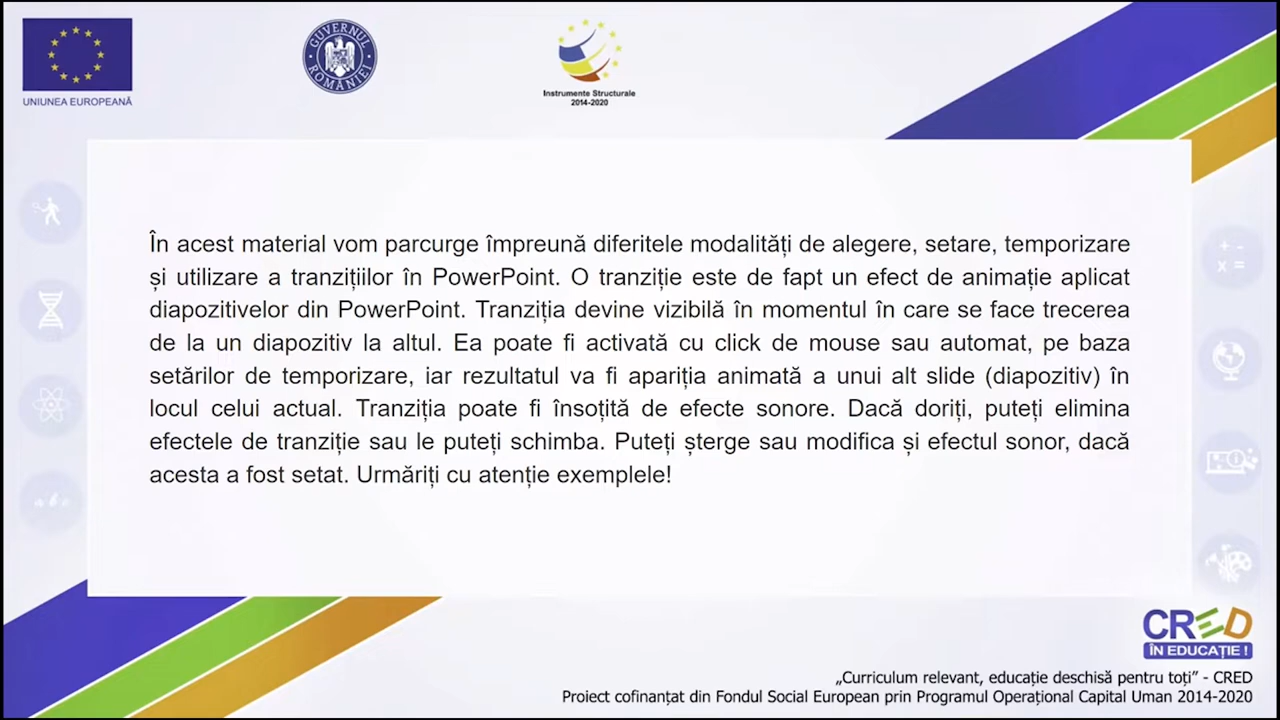 UNIUNEA EUROPEANĂ
GUVERNUL ROMÂNIEI
Instrumente Structurale
2014-2020
În acest material vom parcurge împreună diferitele modalități de alegere, setare, temporizare
și utilizare a tranzițiilor în PowerPoint. O tranziție este de fapt un efect de animație aplicat
diapozitivelor din PowerPoint. Tranziția devine vizibilă în momentul în care se face trecerea
de la un diapozitiv la altul. Ea poate fi activată cu click de mouse sau automat, pe baza
setărilor de temporizare, iar rezultatul va fi apariția animată a unui alt slide (diapozitiv) în
locul celui actual. Tranziția poate fi însoțită de efecte sonore. Dacă doriți, puteți elimina
efectele de tranziție sau le puteți schimba. Puteți șterge sau modifica și efectul sonor, dacă
acesta a fost setat. Urmăriți cu atenție exemplele!
+ -
x =
a b c
CRED
ÎN EDUCAȚIE !
„Curriculum relevant, educație deschisă pentru toți” - CRED
Proiect cofinanțat din Fondul Social European prin Programul Operațional Capital Uman 2014-2020